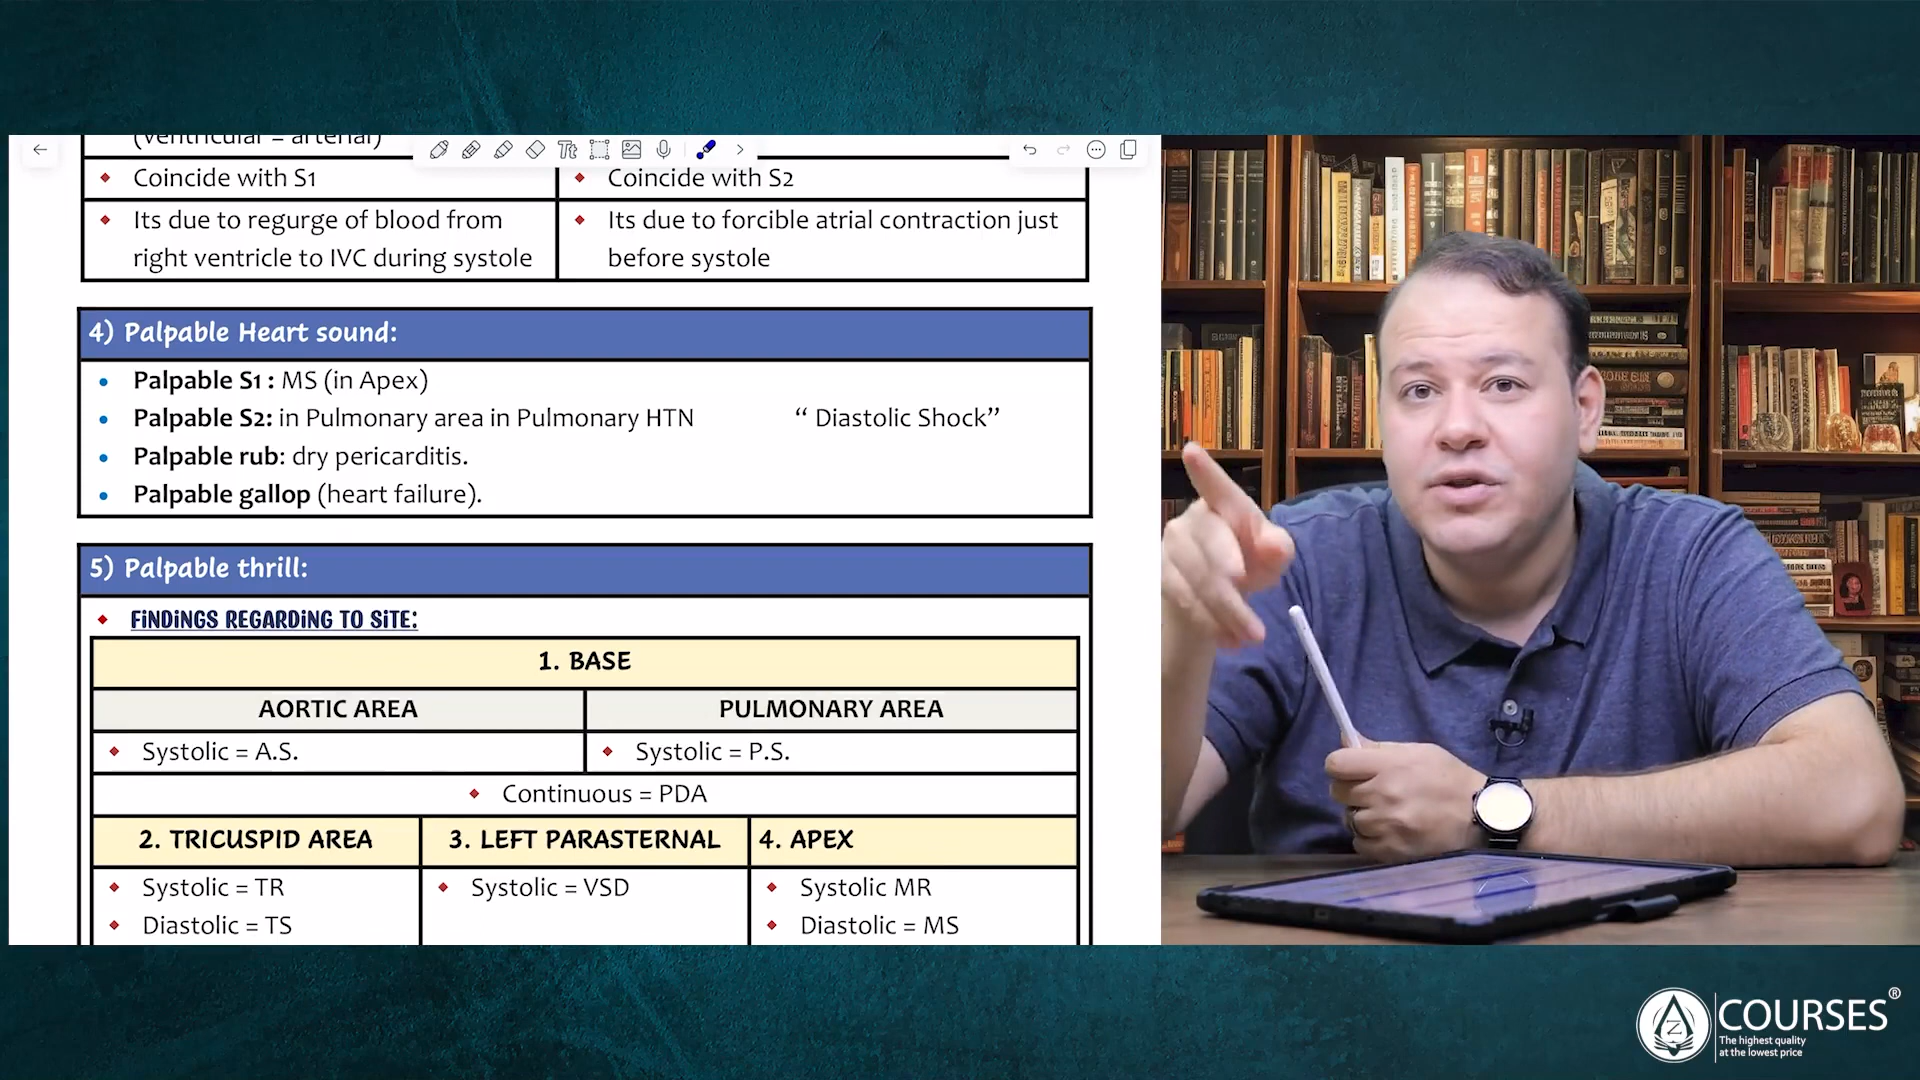 (ventricular = arterial)
Coincide with S1
Coincide with S2
Its due to regurge of blood from
right ventricle to IVC during systole
Its due to forcible atrial contraction just
before systole
4) Palpable Heart sound:
Palpable S1 : MS (in Apex)
Palpable S2: in Pulmonary area in Pulmonary HTN “ Diastolic Shock”
Palpable rub: dry pericarditis.
Palpable gallop (heart failure).
5) Palpable thrill:
FiNDiNGS REGARDiNG TO SiTE:
1. BASE
AORTIC AREA
PULMONARY AREA
Systolic = A.S.
Systolic = P.S.
Continuous = PDA
2. TRICUSPID AREA
3. LEFT PARASTERNAL
4. APEX
Systolic = TR
Diastolic = TS
Systolic = VSD
Systolic MR
Diastolic = MS
Tt
COURSES®
The highest quality
at the lowest price